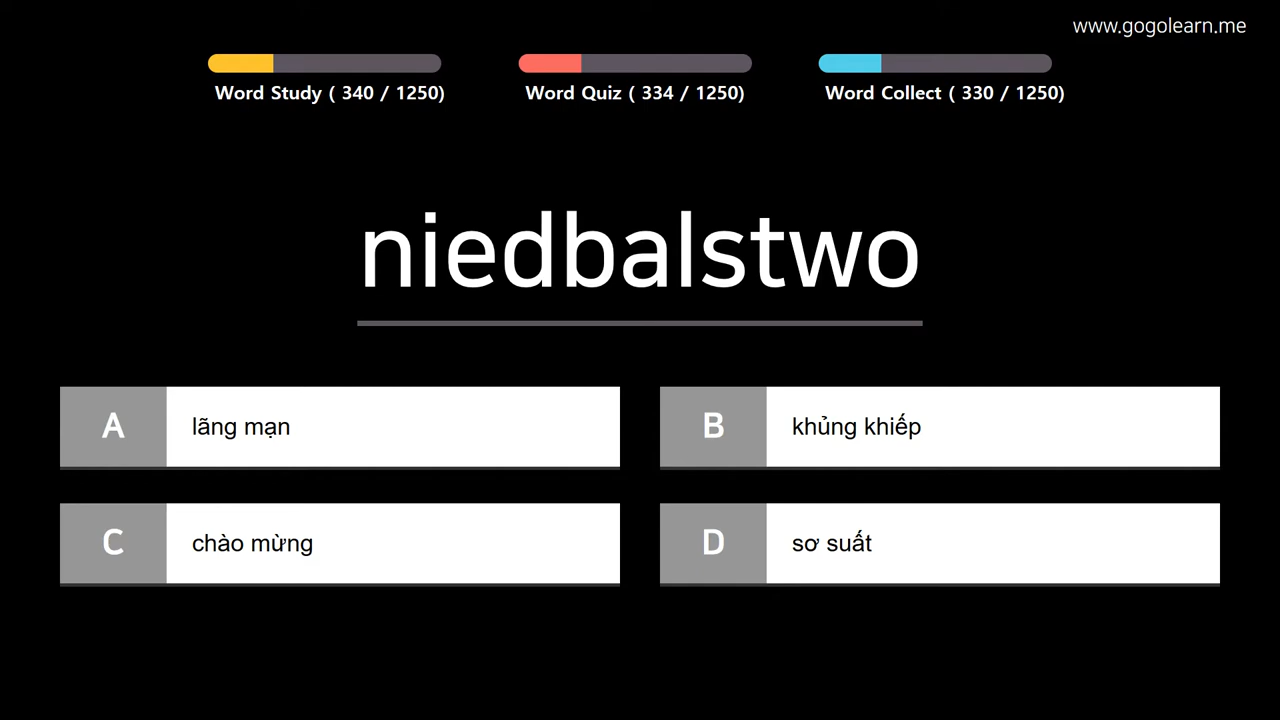 www.gogolearn.me
Word Study ( 340 / 1250)
Word Quiz ( 334 / 1250)
Word Collect ( 330 / 1250)
niedbalstwo
A lãng mạn
B khủng khiếp
C chào mừng
D sơ suất